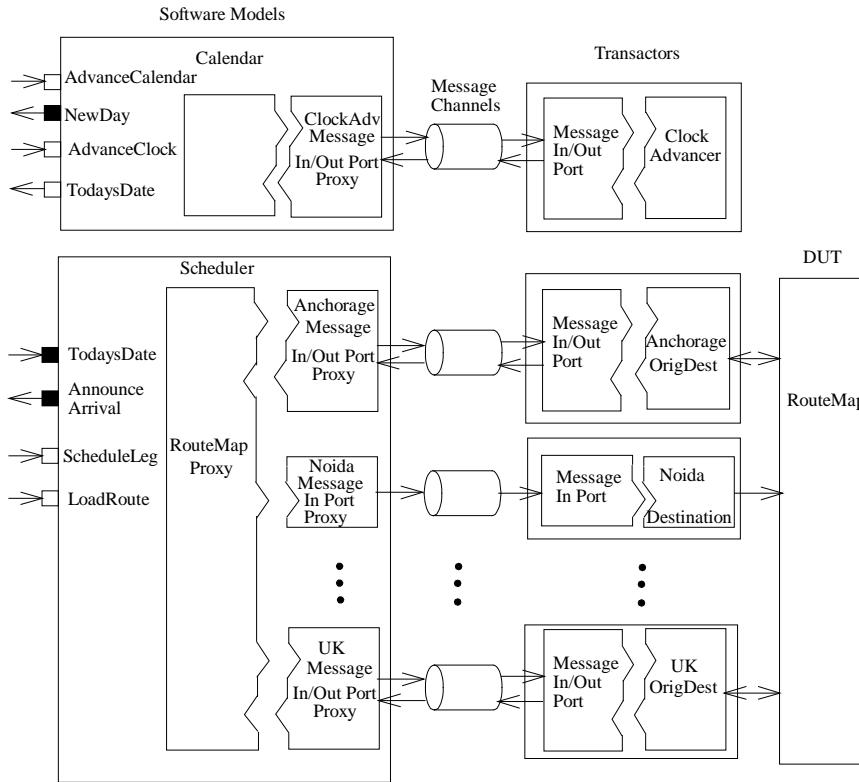 Software Models
Calendar
Transactors
AdvanceCalendar
NewDay
AdvanceClock
TodaysDate
ClockAdv
Message
In/Out Port
Proxy
Message
Channels
Message
In/Out
Port
Clock
Advancer
Scheduler
DUT
TodaysDate
Announce
Arrival
ScheduleLeg
LoadRoute
RouteMap
Proxy
Anchorage
Message
In/Out Port
Proxy
Message
In/Out
Port
Anchorage
OrigDest
RouteMap
Noida
Message
In Port
Proxy
Message
In Port
Noida
Destination
UK
Message
In/Out Port
Proxy
Message
In/Out
Port
UK
OrigDest